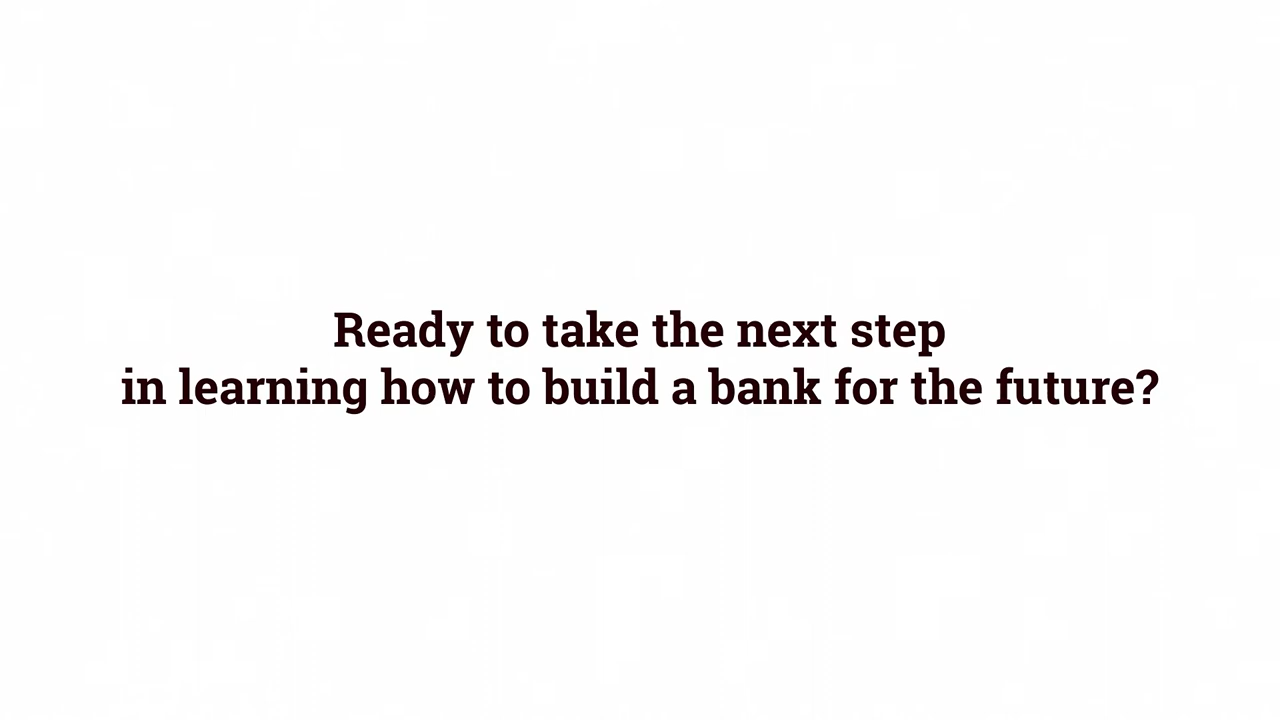 Ready to take the next step
in learning how to build a bank for the future?